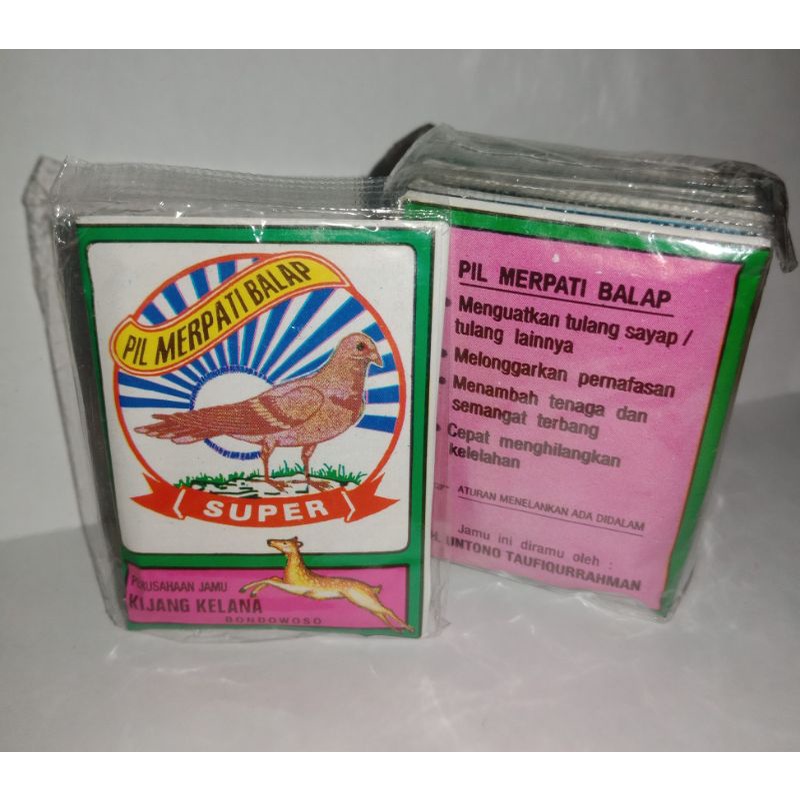 PIL MERPATI BALAP
SUPER
PERUSAHAAN JAMU
KIJANG KELANA
BONDOWOSO
PIL MERPATI BALAP
Menguatkan tulang sayap /
tulang lainnya
Melonggarkan pernafasan
Menambah tenaga dan
semangat terbang
Cepat menghilangkan
kelelahan
ATURAN MENELANKAN ADA DIDALAM
Jamu ini diramu oleh :
UNTONO TAUFIQURRAHMAN